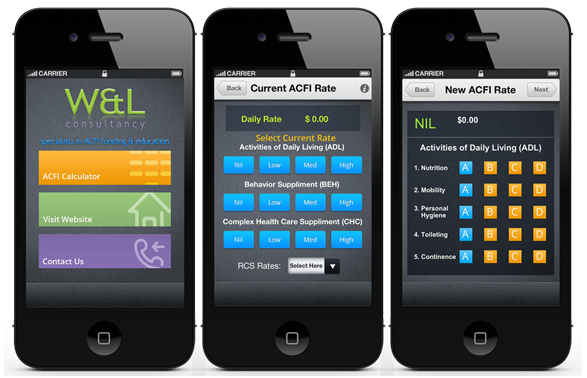 CARRIER
W&L
consultancy
specialists in ACFI funding & education
ACFI Calculator
Visit Website
Contact Us
CARRIER
Back
Current ACFI Rate
i
Daily Rate $ 0.00
Select Current Rate
Activities of Daily Living (ADL)
Nil Low Med High
Behavior Suppliment (BEH)
Nil Low Med High
Complex Health Care Suppliment (CHC)
Nil Low Med High
RCS Rates: Select Here
CARRIER
Back
New ACFI Rate
Next
NIL $0.00
Activities of Daily Living (ADL)
1. Nutrition A B C D
2. Mobility A B C D
3. Personal
Hygiene A B C D
4. Toileting A B C D
5. Continence A B C D